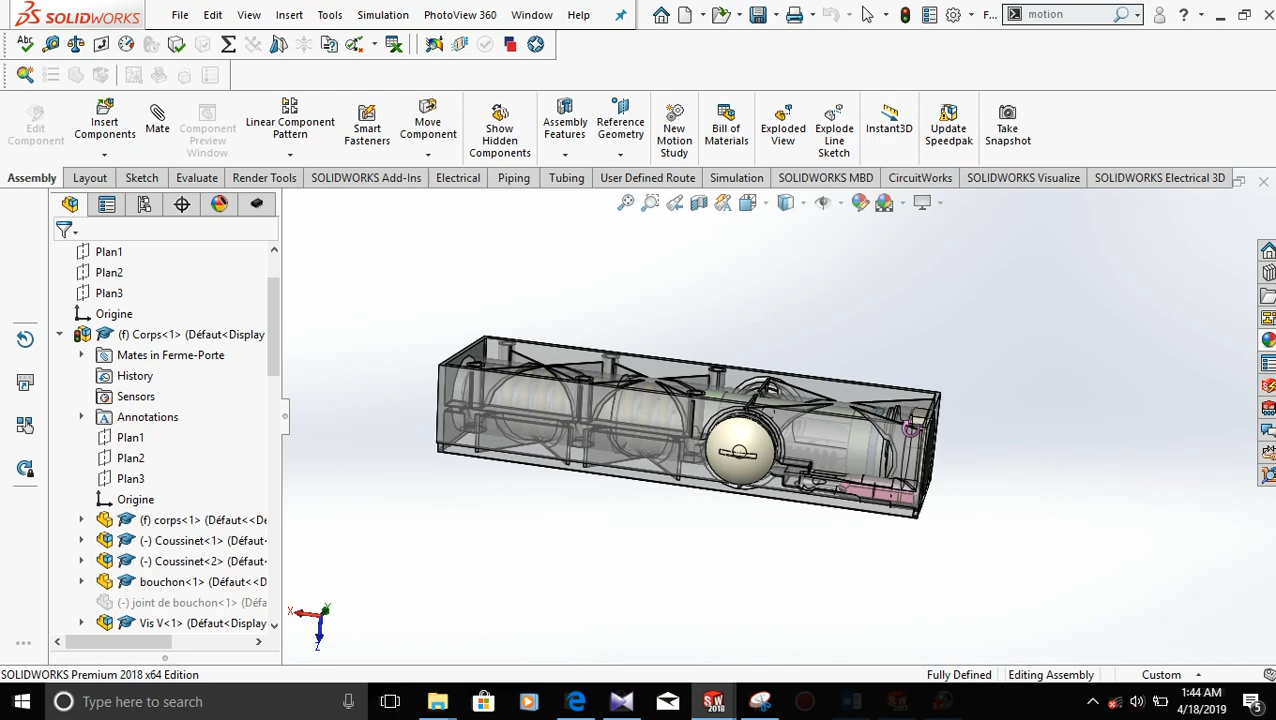 SOLIDWORKS
File
Edit
View
Insert
Tools
Simulation
PhotoView 360
Window
Help
F...
motion
Edit
Component
Insert
Components
Mate
Component
Preview
Window
Linear Component
Pattern
Smart
Fasteners
Move
Component
Show
Hidden
Components
Assembly
Features
Reference
Geometry
New
Motion
Study
Bill of
Materials
Exploded
View
Explode
Line
Sketch
Instant3D
Update
Speedpak
Take
Snapshot
Assembly
Layout
Sketch
Evaluate
Render Tools
SOLIDWORKS Add-Ins
Electrical
Piping
Tubing
User Defined Route
Simulation
SOLIDWORKS MBD
CircuitWorks
SOLIDWORKS Visualize
SOLIDWORKS Electrical 3D
Plan1
Plan2
Plan3
Origine
(f) Corps<1> (Défaut<Display
Mates in Ferme-Porte
History
Sensors
Annotations
Plan1
Plan2
Plan3
Origine
(f) corps<1> (Défaut<<De
(-) Coussinet<1> (Défaut
(-) Coussinet<2> (Défaut-
bouchon<1> (Défaut<<D
(-) joint de bouchon<1> (Défa
Vis V<1> (Défaut<Display
X
Y
Z
SOLIDWORKS Premium 2018 x64 Edition
Fully Defined
Editing Assembly
Custom
Type here to search
SW
2018
1:44 AM
4/18/2019
5